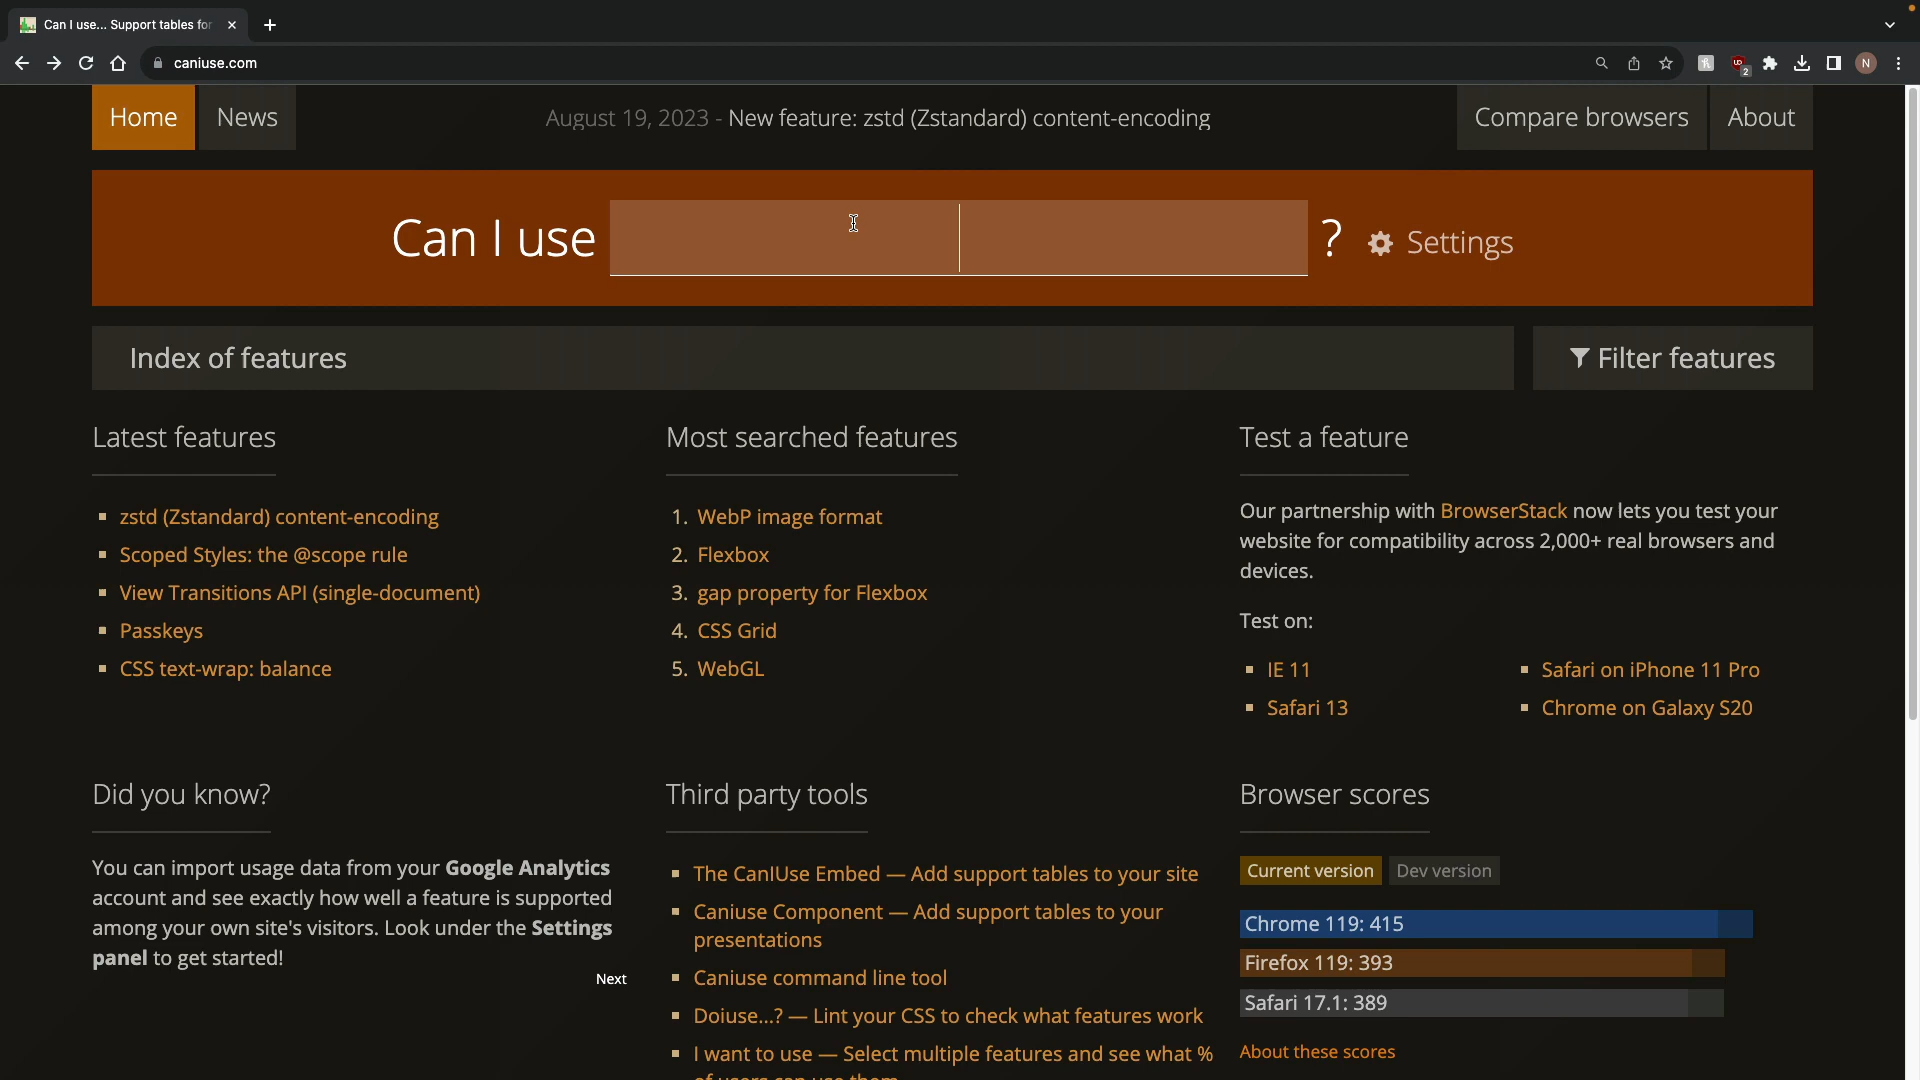 Can I use... Support tables for
caniuse.com
2
N
Home
News
August 19, 2023 - New feature: zstd (Zstandard) content-encoding
Compare browsers
About
Can I use
?
Settings
Index of features
Filter features
Latest features
zstd (Zstandard) content-encoding
Scoped Styles: the @scope rule
View Transitions API (single-document)
Passkeys
CSS text-wrap: balance
Most searched features
1. WebP image format
2. Flexbox
3. gap property for Flexbox
4. CSS Grid
5. WebGL
Test a feature
Our partnership with BrowserStack now lets you test your
website for compatibility across 2,000+ real browsers and
devices.
Test on:
IE 11
Safari 13
Safari on iPhone 11 Pro
Chrome on Galaxy S20
Did you know?
You can import usage data from your Google Analytics
account and see exactly how well a feature is supported
among your own site's visitors. Look under the Settings
panel to get started!
Next
Third party tools
The CanIUse Embed — Add support tables to your site
Caniuse Component — Add support tables to your
presentations
Caniuse command line tool
Doiuse...? — Lint your CSS to check what features work
I want to use — Select multiple features and see what %
of users can use them
Browser scores
Current version
Dev version
Chrome 119: 415
Firefox 119: 393
Safari 17.1: 389
About these scores